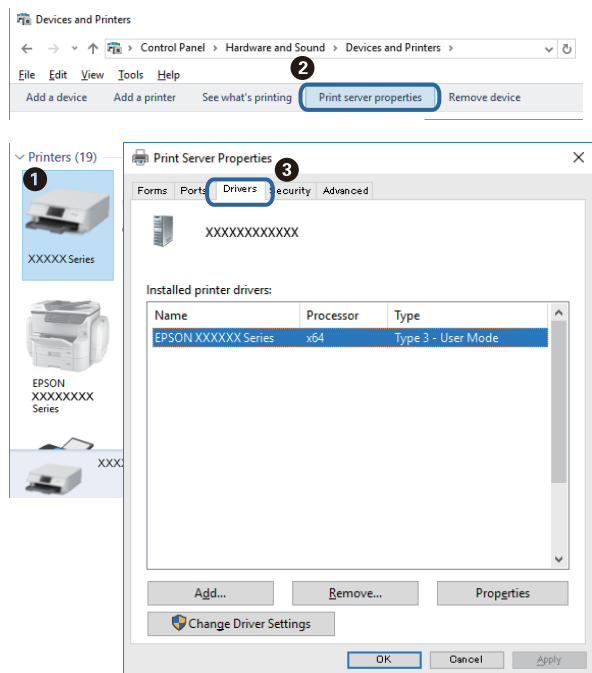 Devices and Printers
Control Panel > Hardware and Sound > Devices and Printers >
File Edit View Tools Help
2
Add a device Add a printer See what's printing Print server properties Remove device
Printers (19)
1
XXXXX Series
EPSON
XXXXXXXX
Series
XXX
Print Server Properties
3
Forms Ports Drivers ecurity Advanced
XXXXXXXXXXXX
Installed printer drivers:
Name Processor Type
EPSON XXXXXX Series x64 Type 3 - User Mode
Add... Remove... Properties
Change Driver Settings
OK Cancel Apply